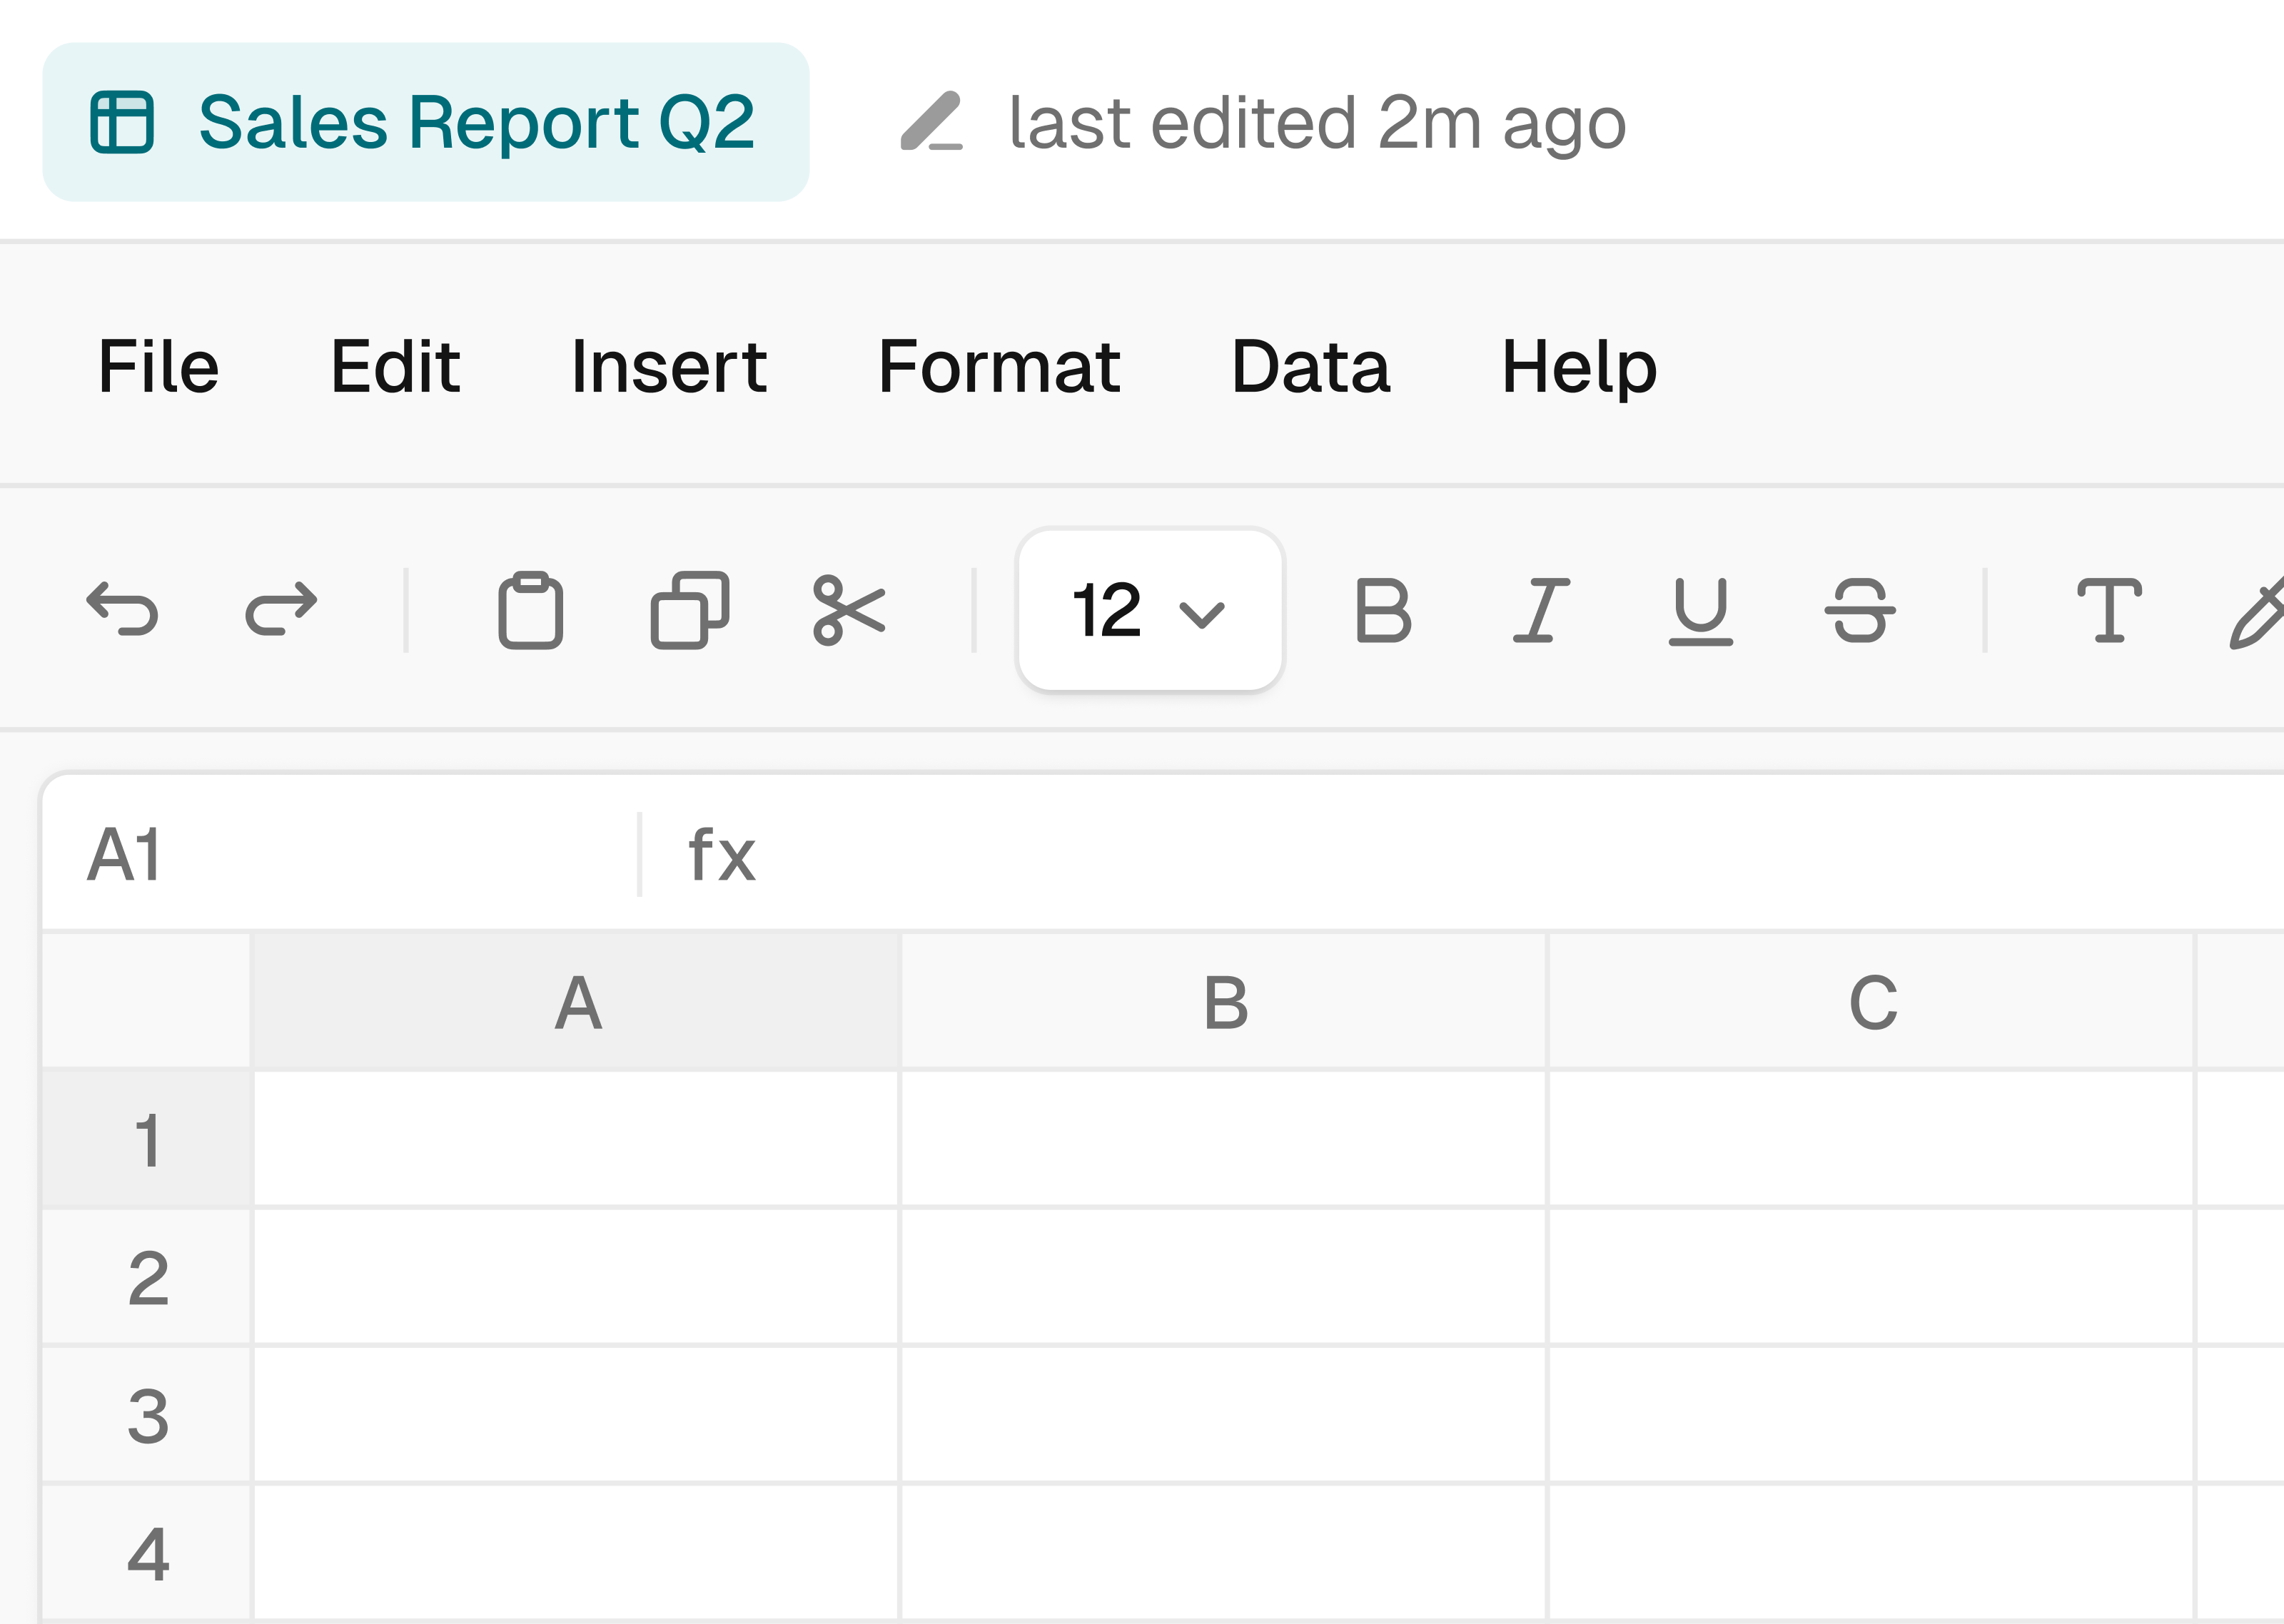 Sales Report Q2 last edited 2m ago
File Edit Insert Format Data Help
12
A1 fx
A B C
1
2
3
4